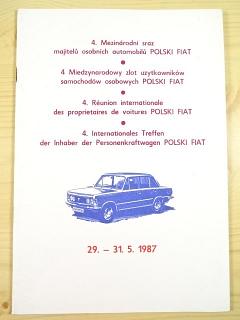 4. Mezinárodní sraz
majitelů osobních automobilů POLSKI FIAT
4 Miedzynarodowy zlot uzytkowników
samochodów osobowych POLSKI FIAT
4. Réunion internationale
des proprietaires de voitures POLSKI FIAT
4. Internationales Treffen
der Inhaber der Personenkraftwagen POLSKI FIAT
29. – 31. 5. 1987